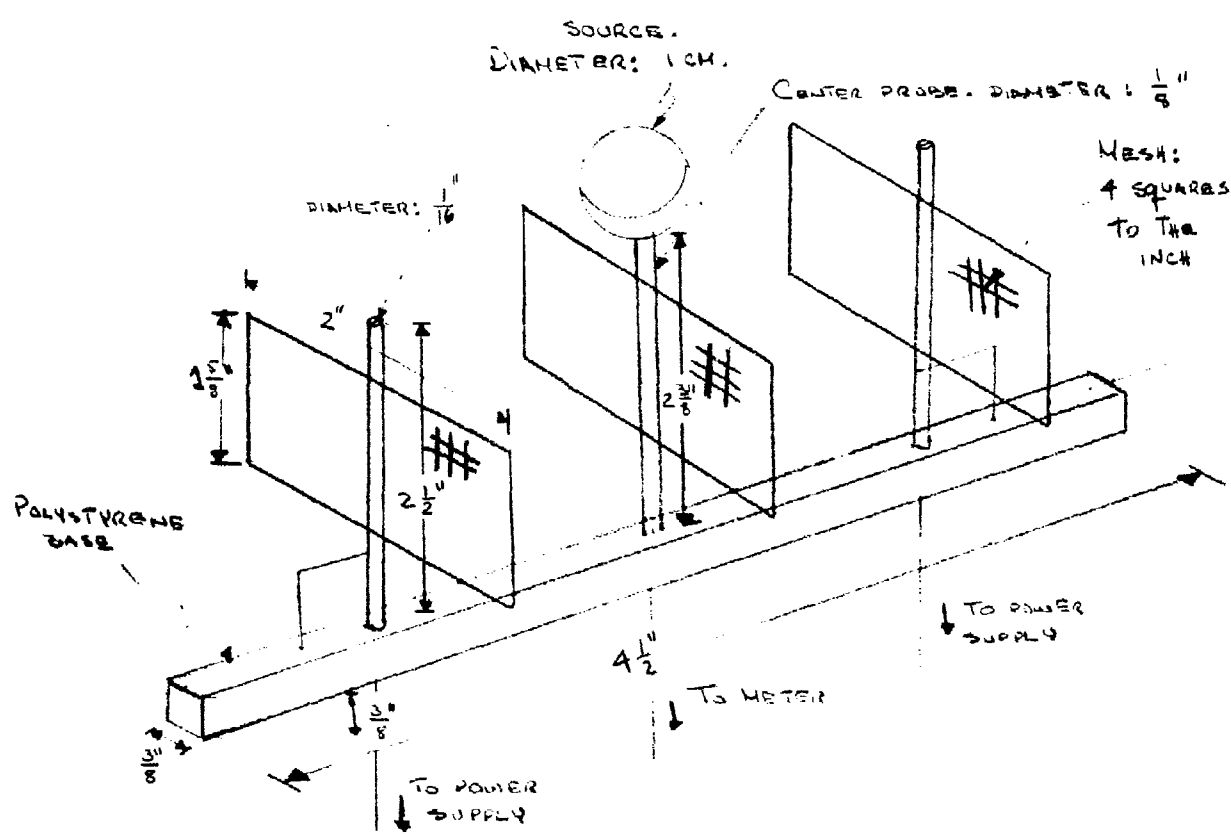 SOURCE.
DIAMETER: 1 CM.
CENTER PROBE. DIAMETER: 1/8"
MESH:
4 SQUARES
TO THE
INCH
DIAMETER: 1/16"
2"
1 5/8"
2 3/8"
2 1/2"
POLYSTYRENE
BASE
TO POWER
SUPPLY
4 1/2"
TO METER
3/8"
3/8"
TO POWER
SUPPLY